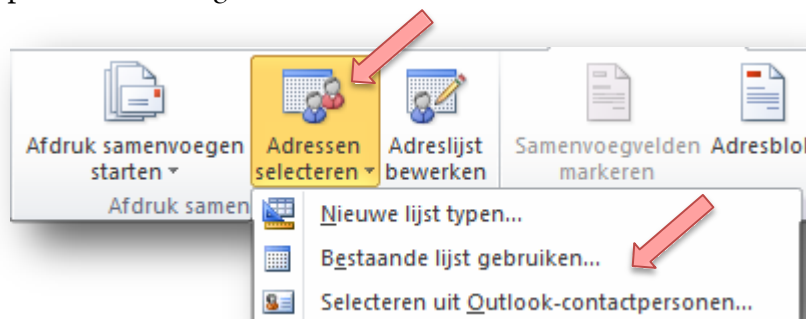 Afdruk samenvoegen starten
Adressen selecteren
Adreslijst bewerken
Samenvoegvelden markeren
Adresblo
Afdruk samen
Nieuwe lijst typen...
Bestaande lijst gebruiken...
Selecteren uit Outlook-contactpersonen...